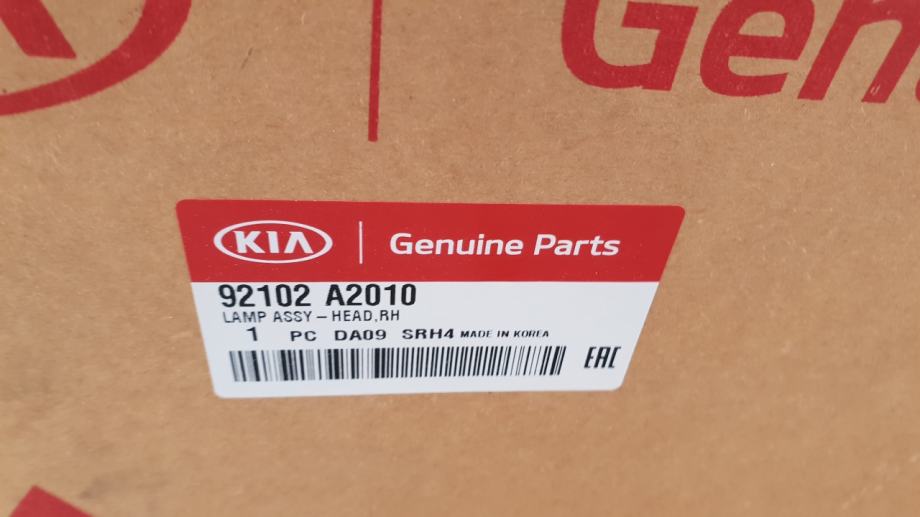 Gen
KIA | Genuine Parts
92102 A2010
LAMP ASSY-HEAD,RH
1 PC DA09 SRH4 MADE IN KOREA
EAC